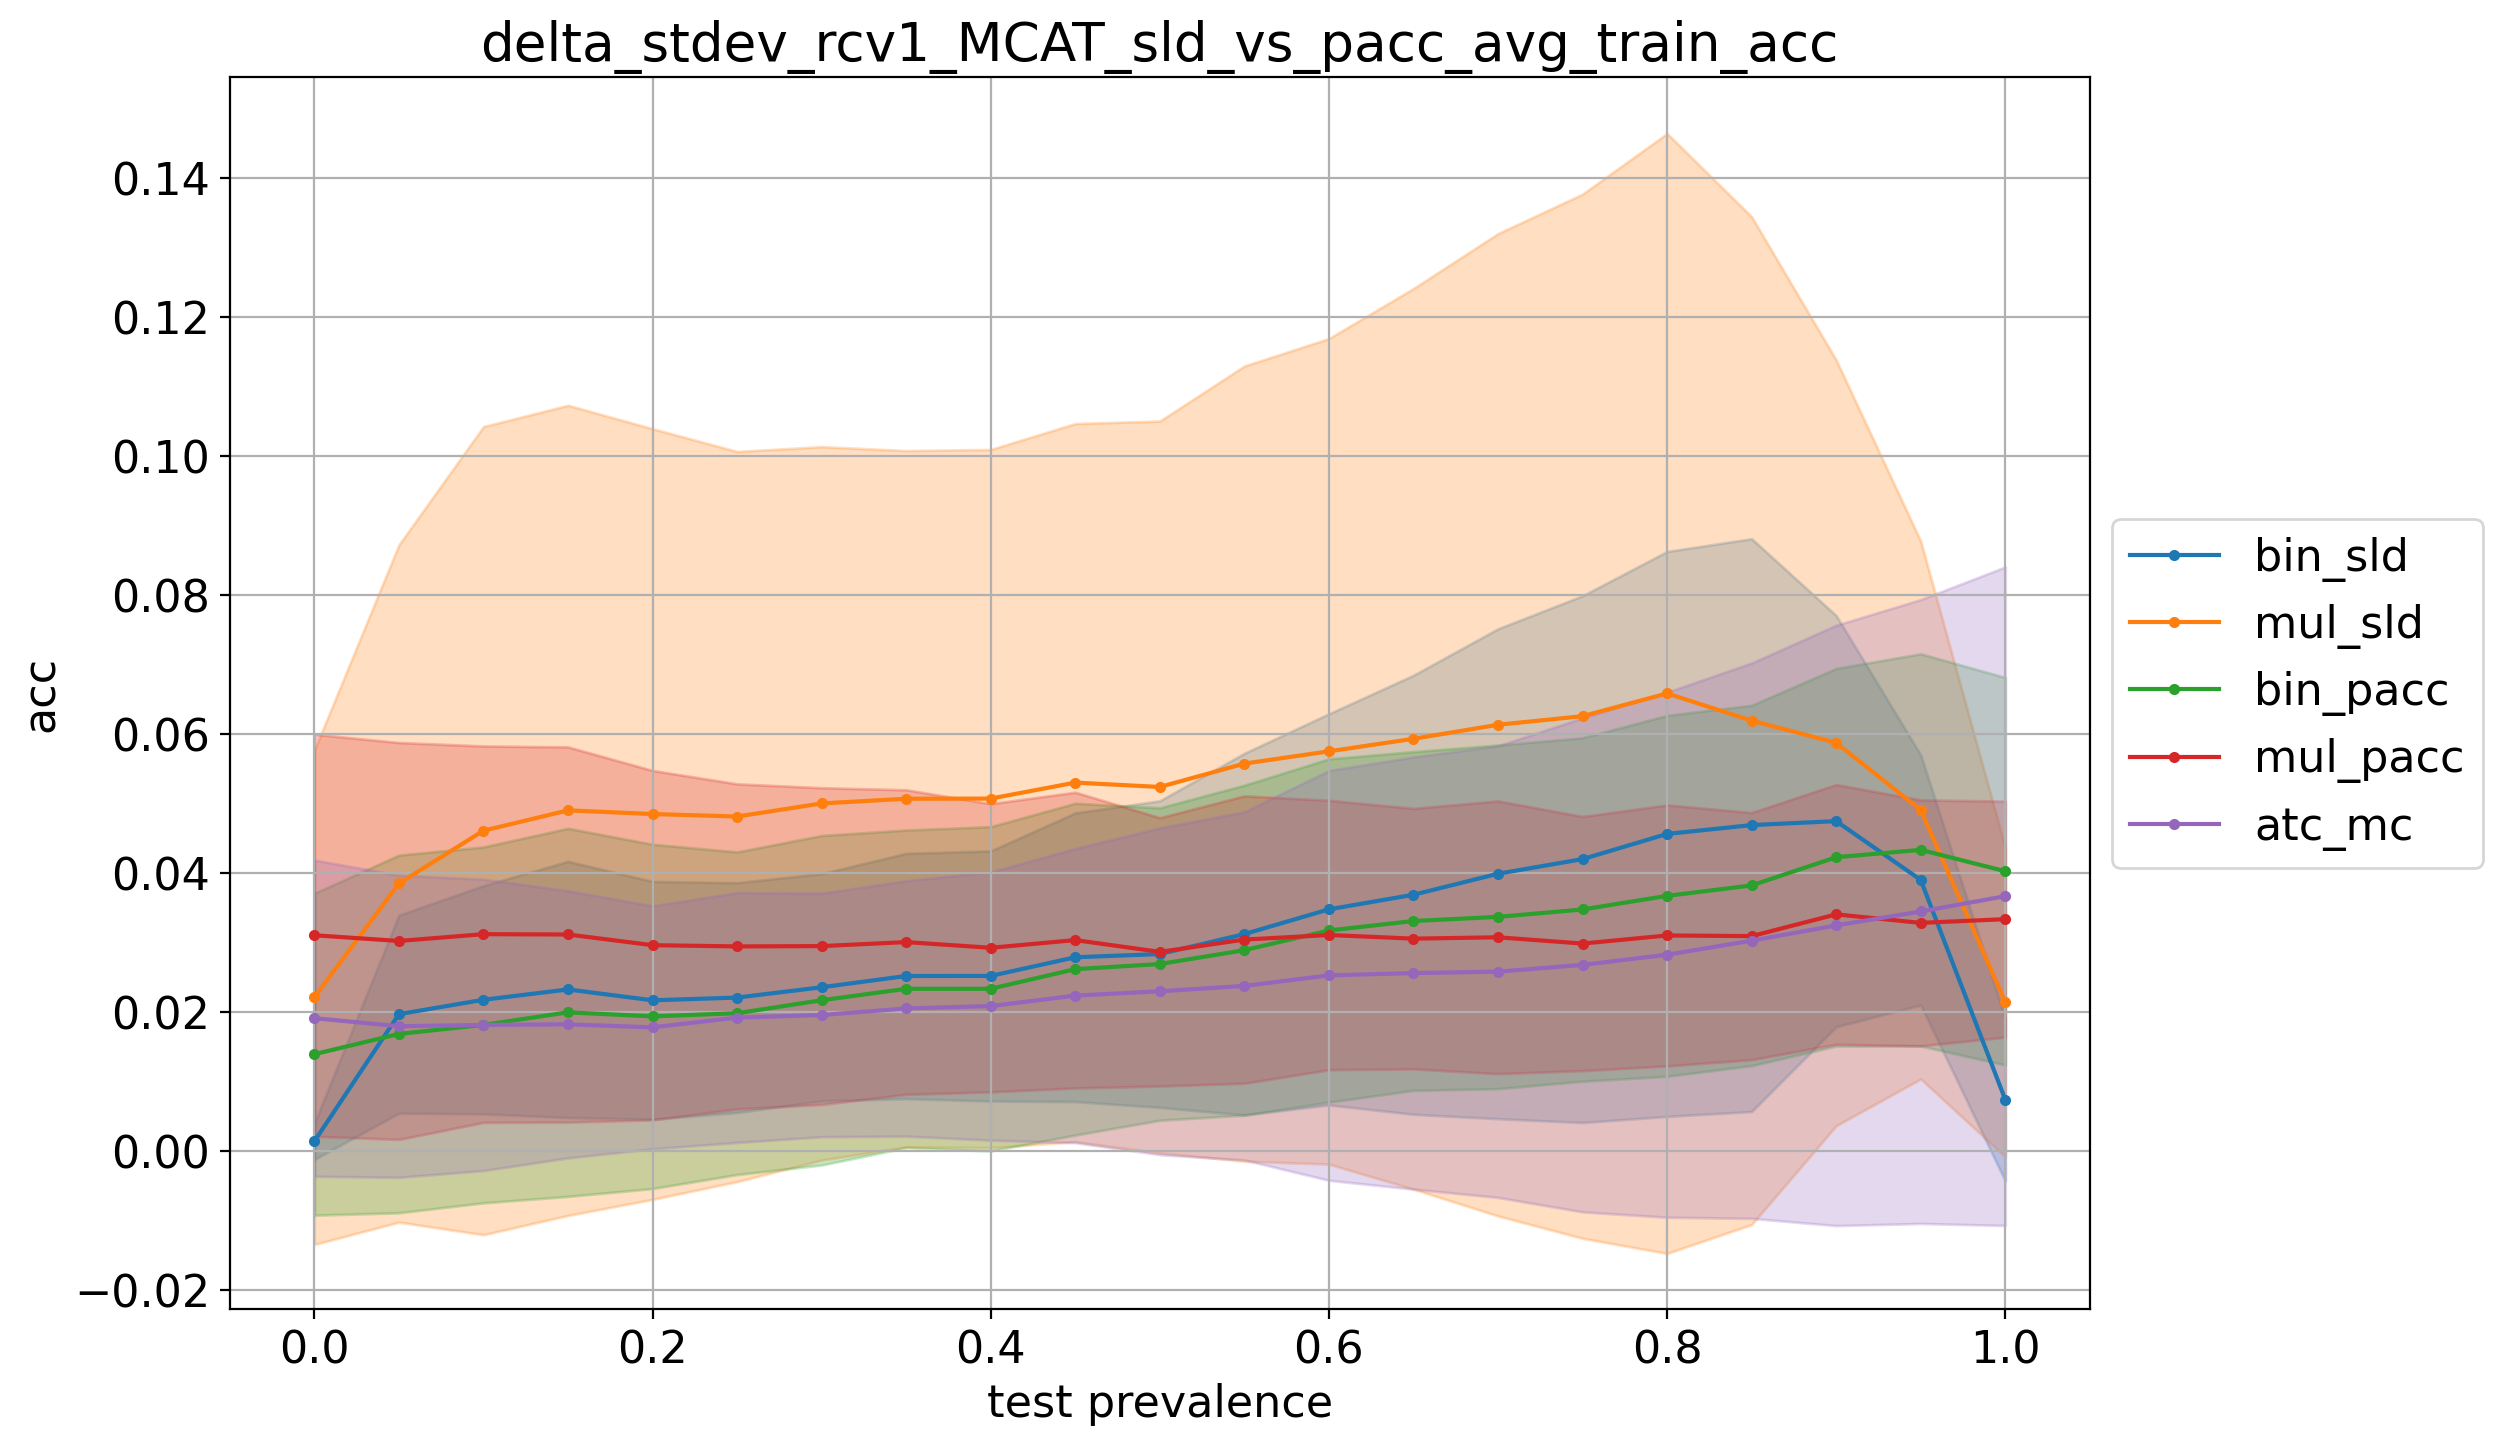 delta_stdev_rcv1_MCAT_sld_vs_pacc_avg_train_acc
0.14
0.12
0.10
0.08
0.06
0.04
0.02
0.00
−0.02
acc
0.0 0.2 0.4 0.6 0.8 1.0
test prevalence
bin_sld
mul_sld
bin_pacc
mul_pacc
atc_mc